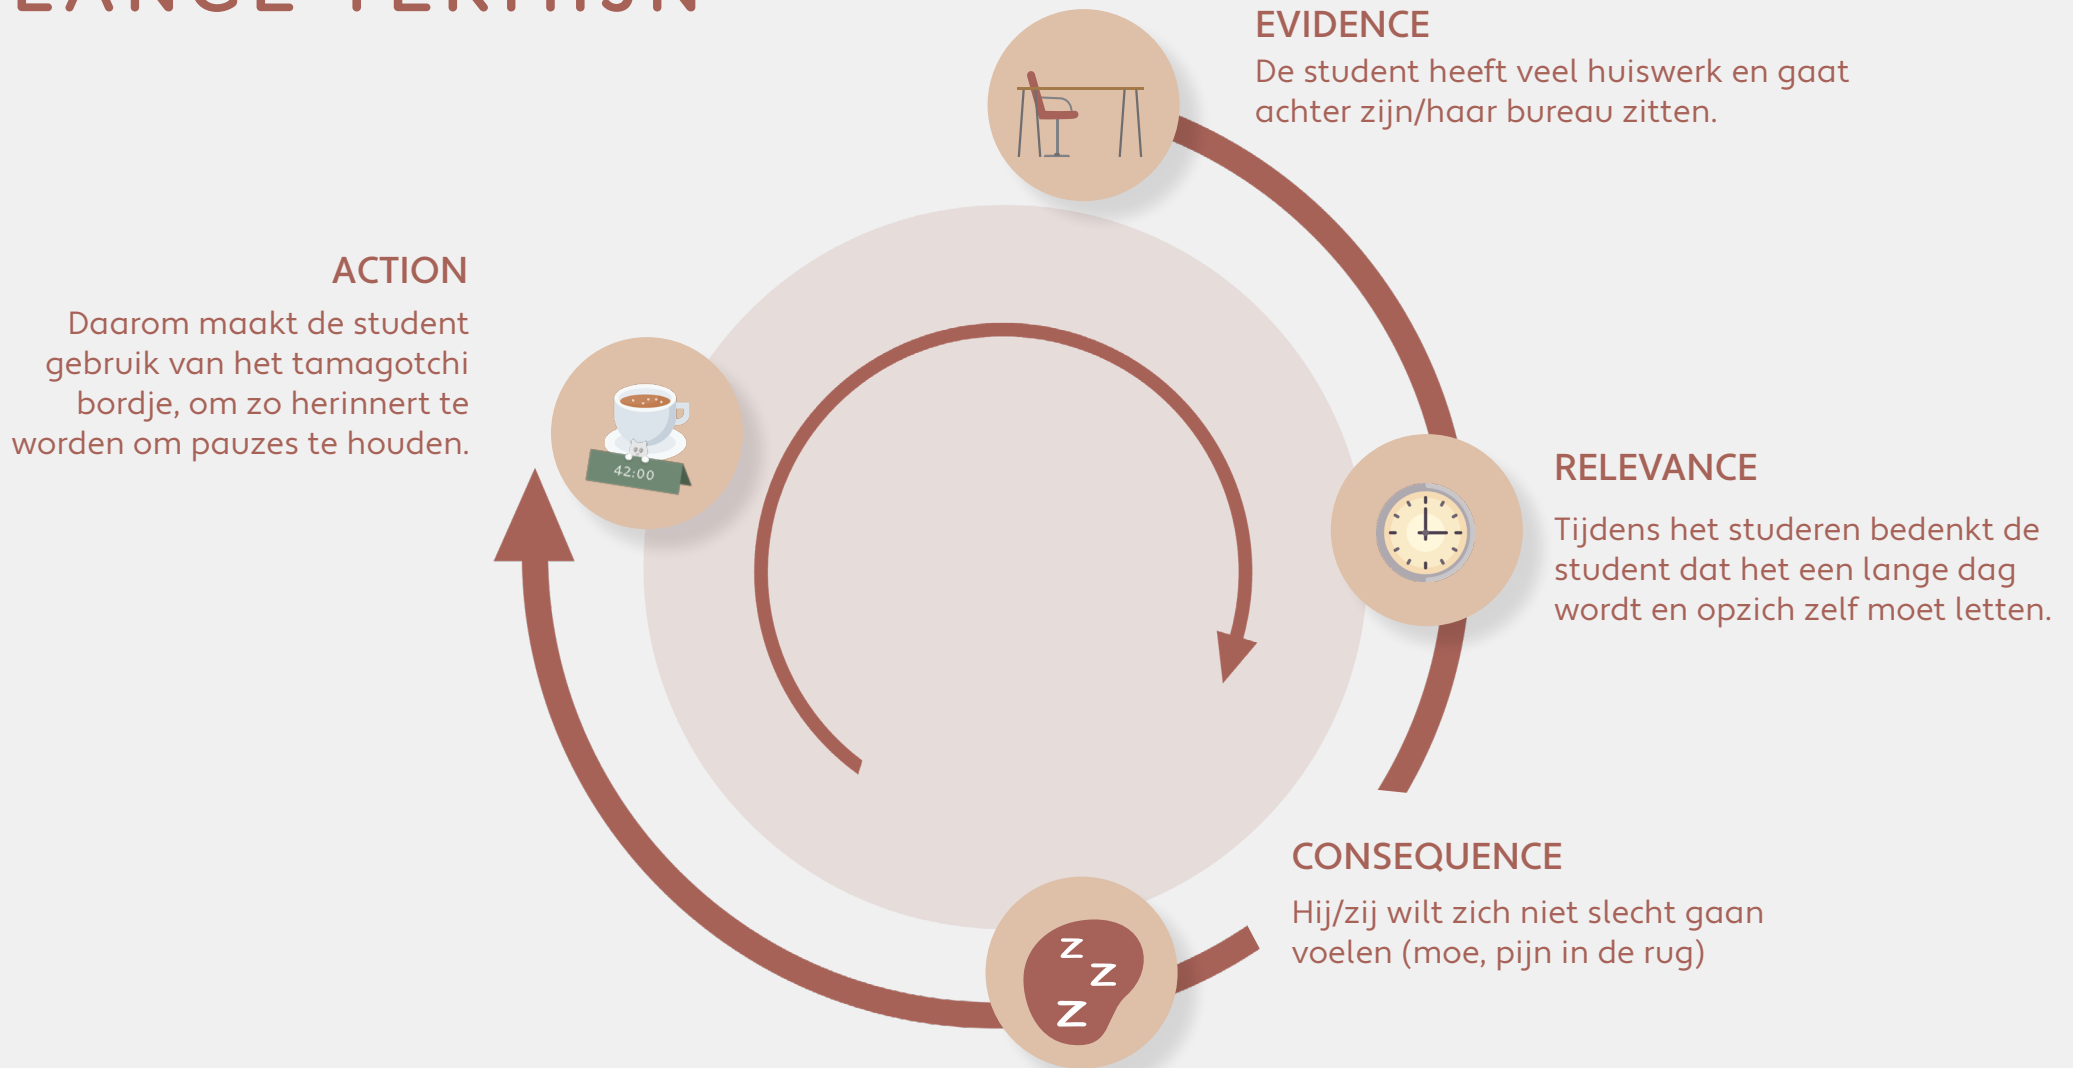 LANGE TERMIJN
EVIDENCE
De student heeft veel huiswerk en gaat
achter zijn/haar bureau zitten.
ACTION
Daarom maakt de student
gebruik van het tamagotchi
bordje, om zo herinnert te
worden om pauzes te houden.
42:00
RELEVANCE
Tijdens het studeren bedenkt de
student dat het een lange dag
wordt en opzich zelf moet letten.
CONSEQUENCE
Hij/zij wilt zich niet slecht gaan
voelen (moe, pijn in de rug)
z
z
z